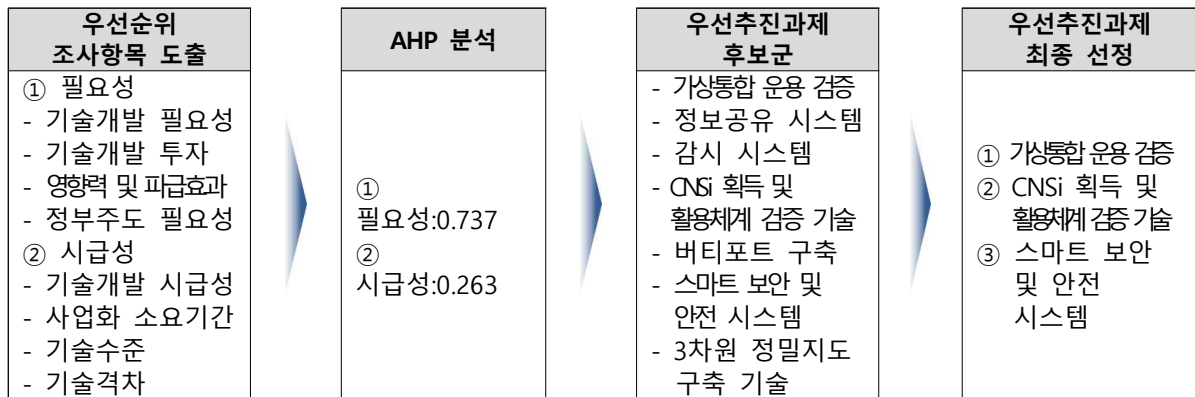 우선순위
조사항목 도출
① 필요성
- 기술개발 필요성
- 기술개발 투자
- 영향력 및 파급효과
- 정부주도 필요성
② 시급성
- 기술개발 시급성
- 사업화 소요기간
- 기술수준
- 기술격차
AHP 분석
①
필요성:0.737
②
시급성:0.263
우선추진과제
후보군
- 가상통합 운용 검증
- 정보공유 시스템
- 감시 시스템
- CNSi 획득 및
활용체계 검증 기술
- 버티포트 구축
- 스마트 보안 및
안전 시스템
- 3차원 정밀지도
구축 기술
우선추진과제
최종 선정
① 가상통합 운용 검증
② CNSi 획득 및
활용체계 검증 기술
③ 스마트 보안
및 안전
시스템